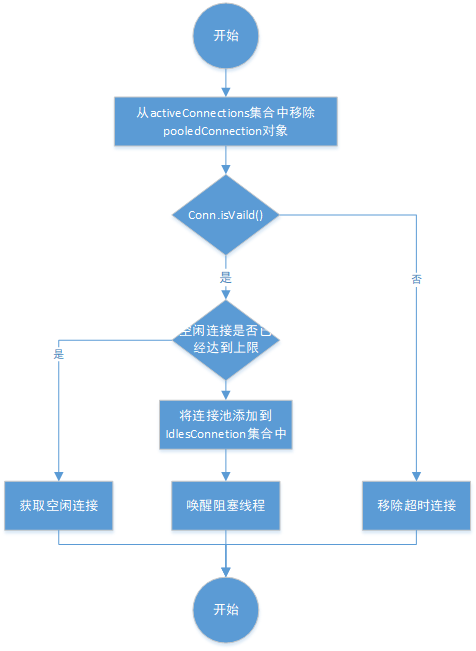 开始
从activeConnections集合中移除
pooledConnection对象
Conn.isVaild()
是
否
空闲连接是否已
经达到上限
是
将连接池添加到
IdlesConnetion集合中
获取空闲连接
唤醒阻塞线程
移除超时连接
开始